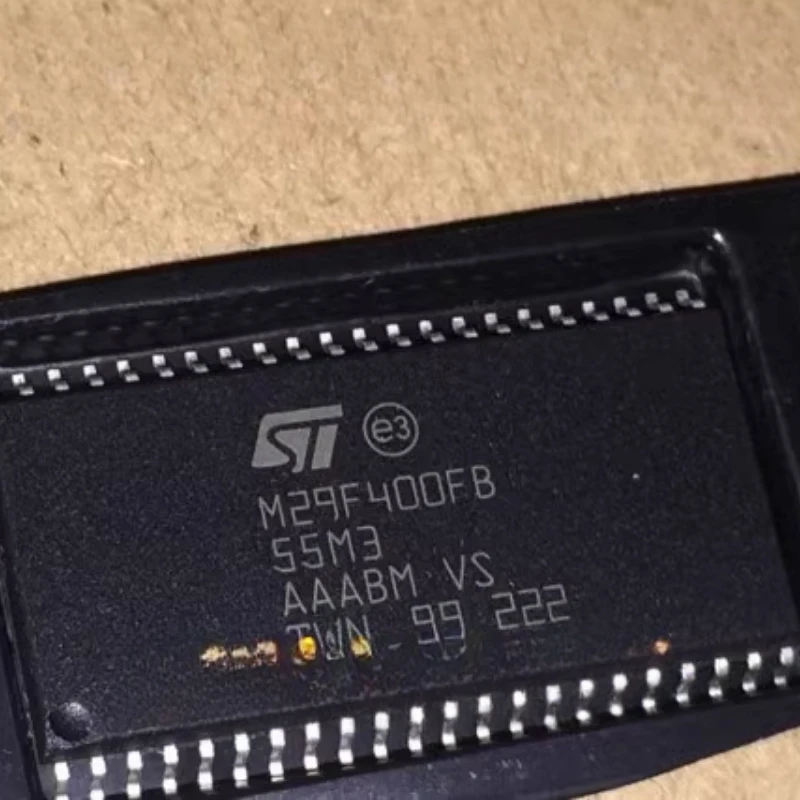 ST e3
M29F400FB
55M3
AAABM VS
TWN 99 222